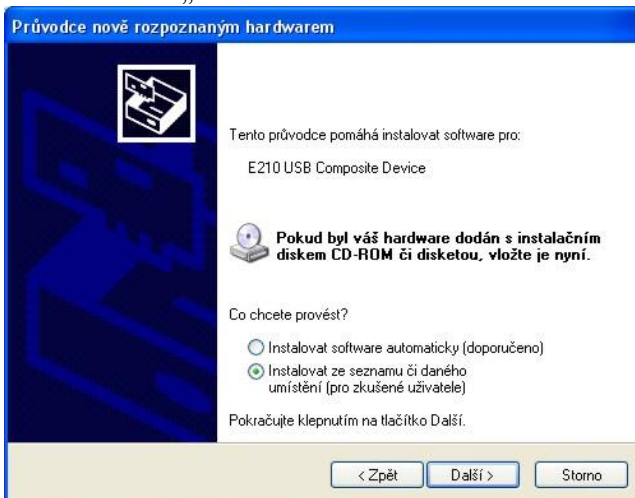 „
Průvodce nově rozpoznaným hardwarem
Tento průvodce pomáhá instalovat software pro:
E210 USB Composite Device
Pokud byl váš hardware dodán s instalačním
diskem CD-ROM či disketou, vložte je nyní.
Co chcete provést?
Instalovat software automaticky (doporučeno)
Instalovat ze seznamu či daného
umístění (pro zkušené uživatele)
Pokračujte klepnutím na tlačítko Další.
< Zpět
Další >
Storno